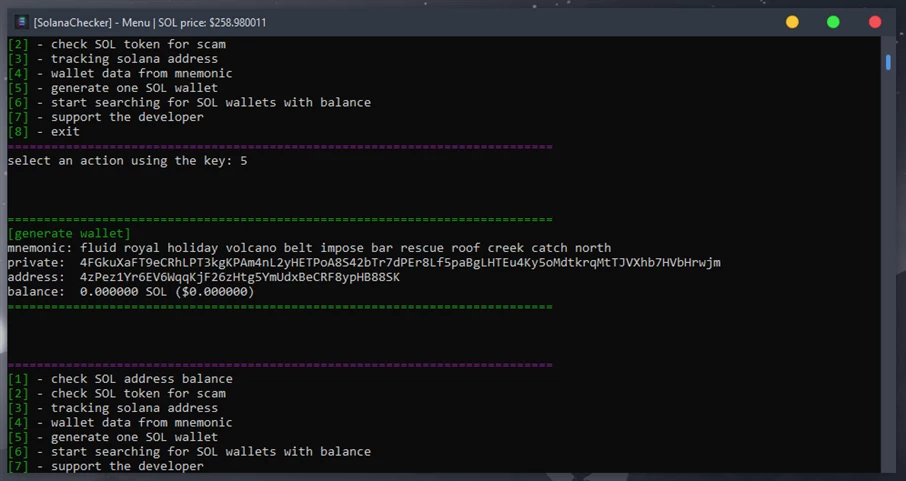 [SolanaChecker] - Menu | SOL price: $258.980011
[2] - check SOL token for scam
[3] - tracking solana address
[4] - wallet data from mnemonic
[5] - generate one SOL wallet
[6] - start searching for SOL wallets with balance
[7] - support the developer
[8] - exit
===========================================================================
select an action using the key: 5
===========================================================================
[generate wallet]
mnemonic: fluid royal holiday volcano belt impose bar rescue roof creek catch north
private:  4FGkuXaFT9eCRhLPT3kgKPAm4nL2yHETPoA8S42bTr7dPEr8Lf5paBgLHTEu4Ky5oMdtkrqMtTJVXhb7HVbHrwjm
address:  4zPez1Yr6EV6WqqKjF26zHtg5YmUdxBeCRF8ypHB88SK
balance:  0.000000 SOL ($0.000000)
===========================================================================
===========================================================================
[1] - check SOL address balance
[2] - check SOL token for scam
[3] - tracking solana address
[4] - wallet data from mnemonic
[5] - generate one SOL wallet
[6] - start searching for SOL wallets with balance
[7] - support the developer